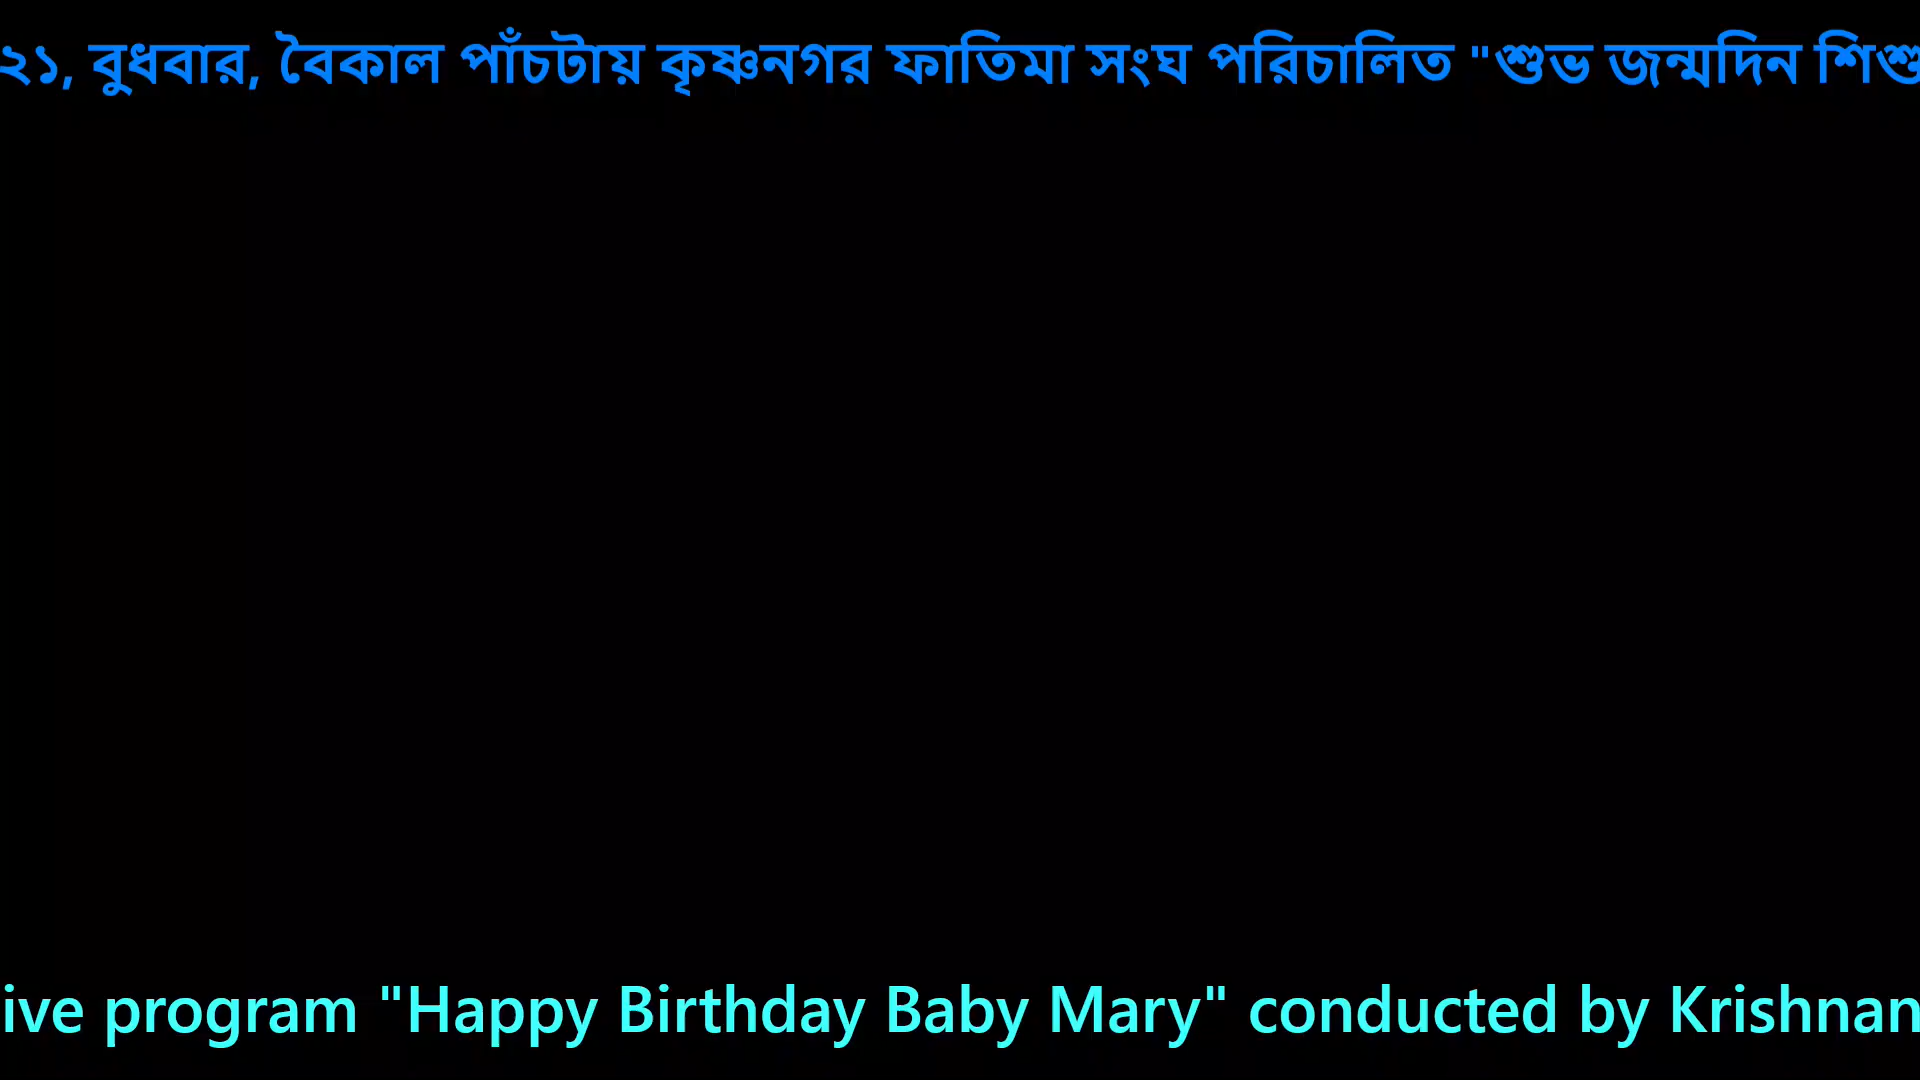 ২১, বুধবার, বৈকাল পাঁচটায় কৃষ্ণনগর ফাতিমা সংঘ পরিচালিত "শুভ জন্মদিন শিশু
ive program "Happy Birthday Baby Mary" conducted by Krishnan